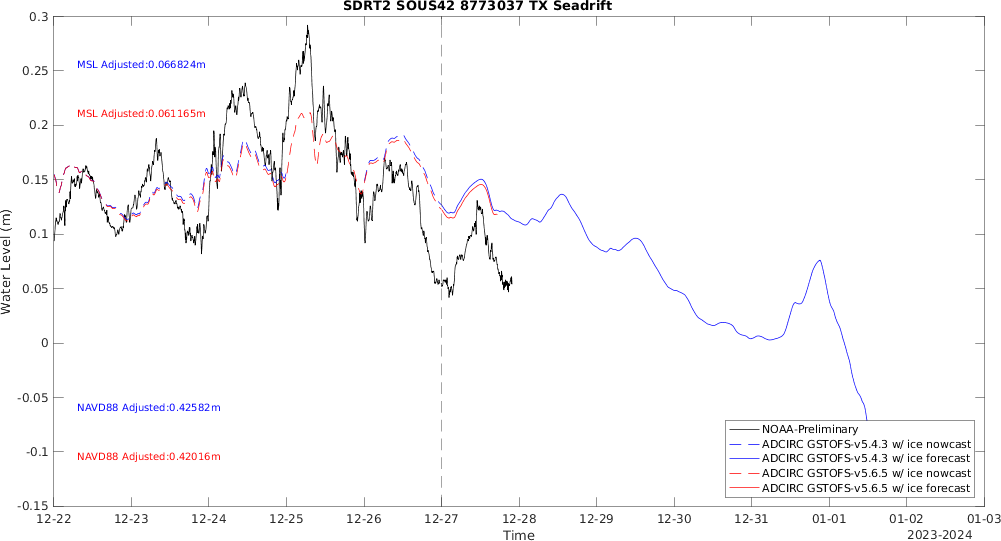 SDRT2 SOUS42 8773037 TX Seadrift
0.3
0.25
0.2
0.15
0.1
0.05
0
-0.05
-0.1
-0.15
Water Level (m)
MSL Adjusted:0.066824m
MSL Adjusted:0.061165m
NAVD88 Adjusted:0.42582m
NAVD88 Adjusted:0.42016m
NOAA-Preliminary
ADCIRC GSTOFS-v5.4.3 w/ ice nowcast
ADCIRC GSTOFS-v5.4.3 w/ ice forecast
ADCIRC GSTOFS-v5.6.5 w/ ice nowcast
ADCIRC GSTOFS-v5.6.5 w/ ice forecast
12-22 12-23 12-24 12-25 12-26 12-27 12-28 12-29 12-30 12-31 01-01 01-02 01-03
Time
2023-2024